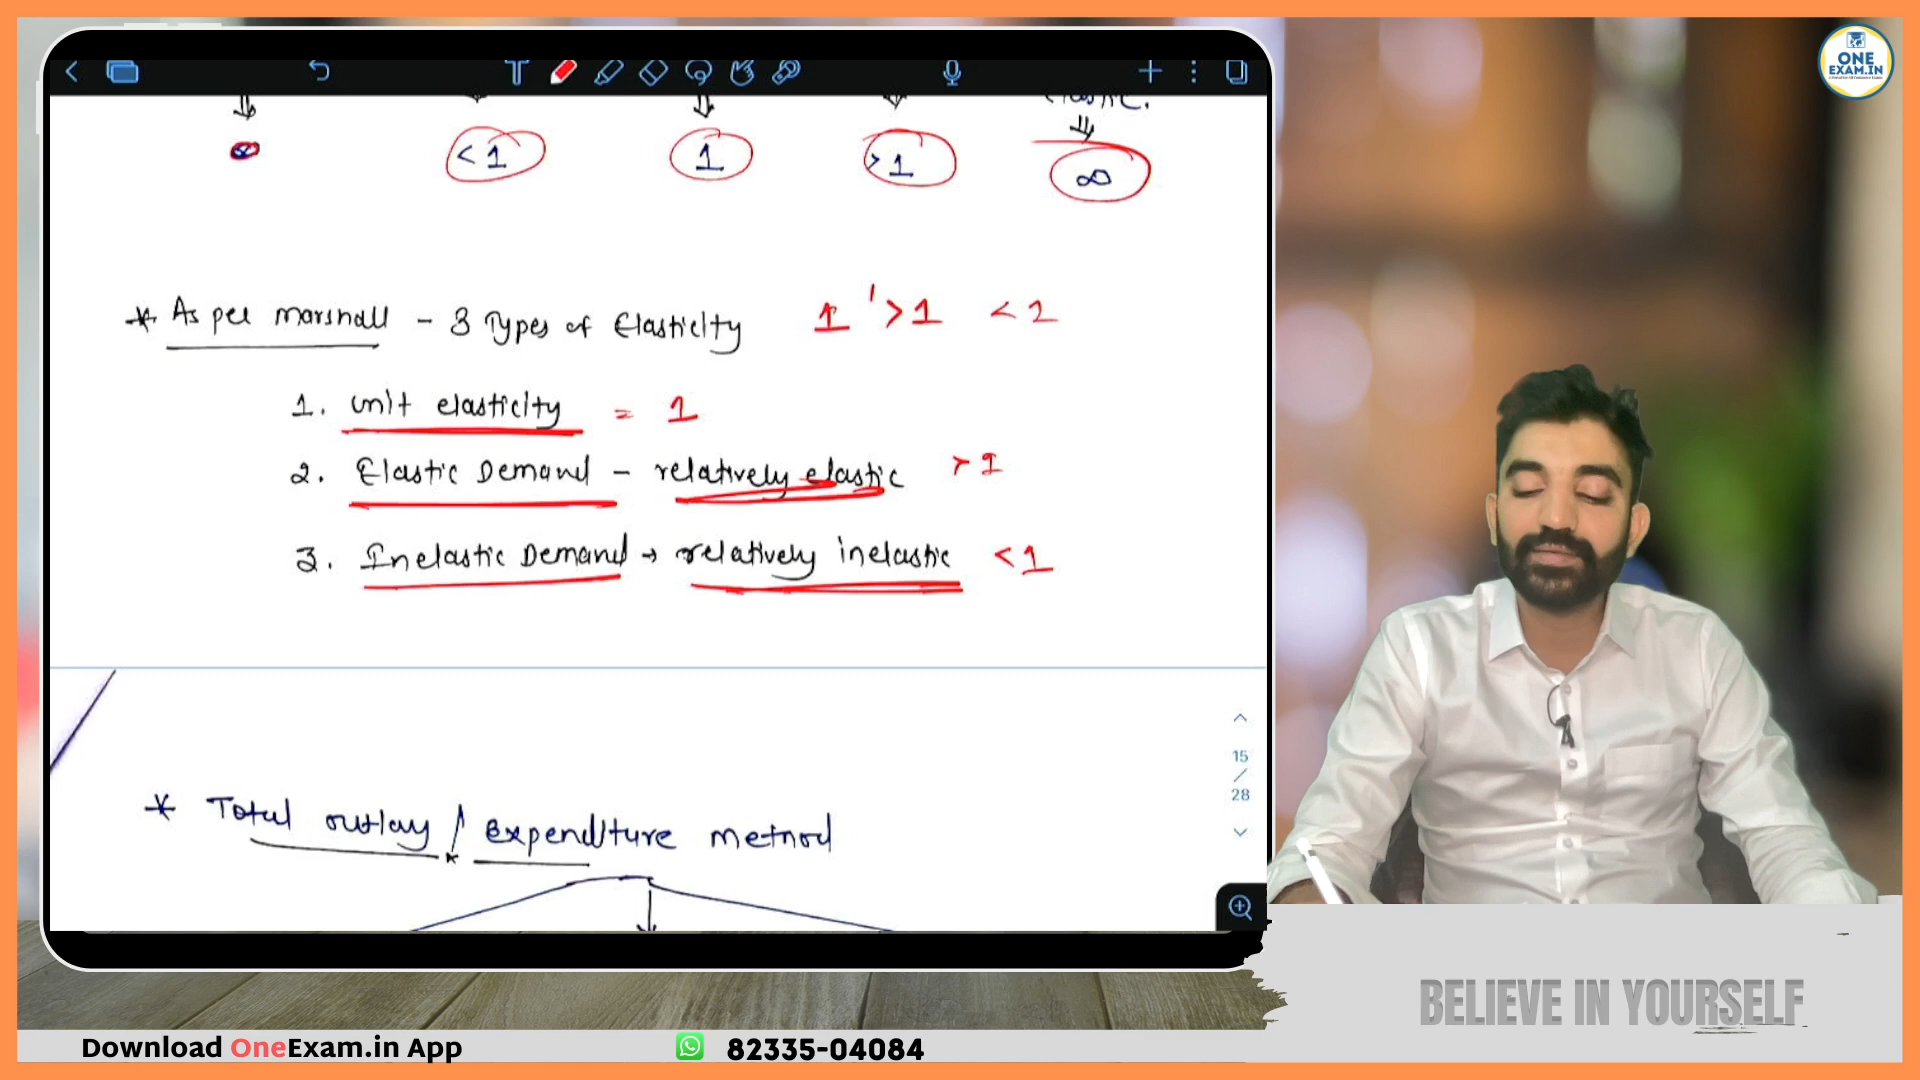 ONE
EXAM.IN
< 1
1
> 1
∞
* As per marshall - 3 Types of Elasticity 1 ' >1 < 1
1. unit elasticity = 1
2. Elastic Demand - relatively elastic > 1
3. Inelastic Demand → relatively inelastic < 1
15
/
28
* Total outlay / Expenditure method
BELIEVE IN YOURSELF
Download OneExam.in App 82335-04084